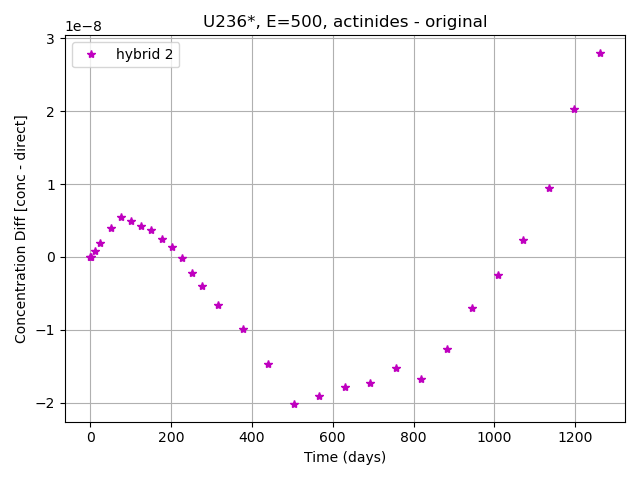 U236*, E=500, actinides - original
1e−8
hybrid 2
3
2
1
0
−1
−2
Concentration Diff [conc - direct]
0 200 400 600 800 1000 1200
Time (days)